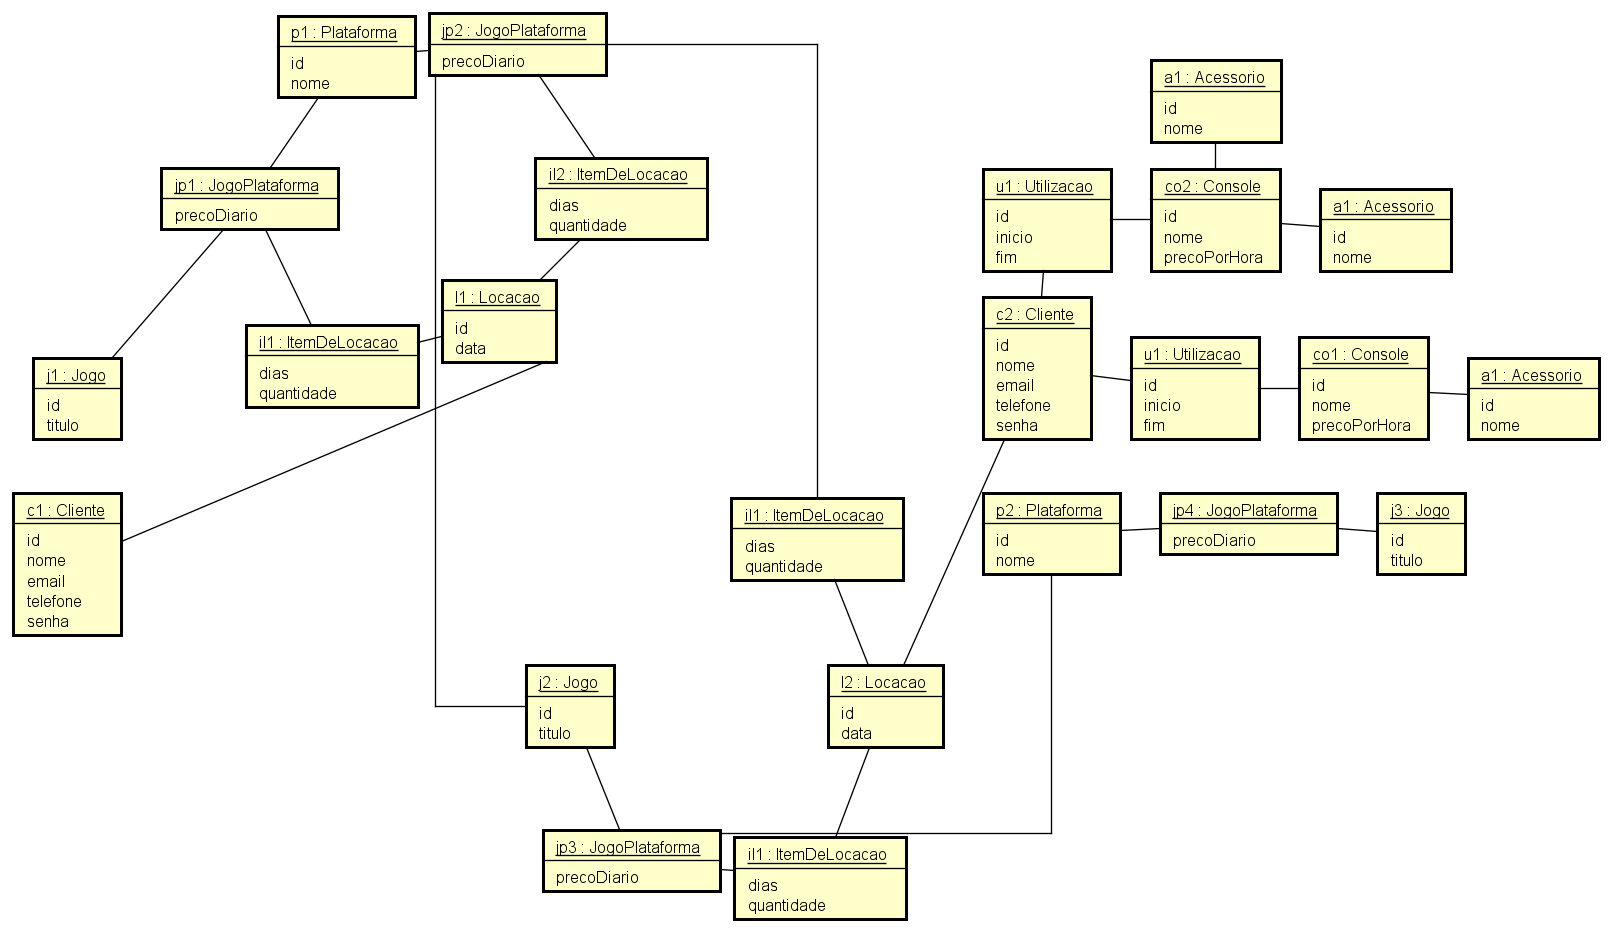 p1 : Plataforma
id
nome
jp2 : JogoPlataforma
precoDiario
a1 : Acessorio
id
nome
jp1 : JogoPlataforma
precoDiario
il2 : ItemDeLocacao
dias
quantidade
u1 : Utilizacao
id
inicio
fim
co2 : Console
id
nome
precoPorHora
a1 : Acessorio
id
nome
l1 : Locacao
id
data
c2 : Cliente
id
nome
email
telefone
senha
il1 : ItemDeLocacao
dias
quantidade
u1 : Utilizacao
id
inicio
fim
co1 : Console
id
nome
precoPorHora
a1 : Acessorio
id
nome
j1 : Jogo
id
titulo
c1 : Cliente
id
nome
email
telefone
senha
il1 : ItemDeLocacao
dias
quantidade
p2 : Plataforma
id
nome
jp4 : JogoPlataforma
precoDiario
j3 : Jogo
id
titulo
j2 : Jogo
id
titulo
l2 : Locacao
id
data
jp3 : JogoPlataforma
precoDiario
il1 : ItemDeLocacao
dias
quantidade